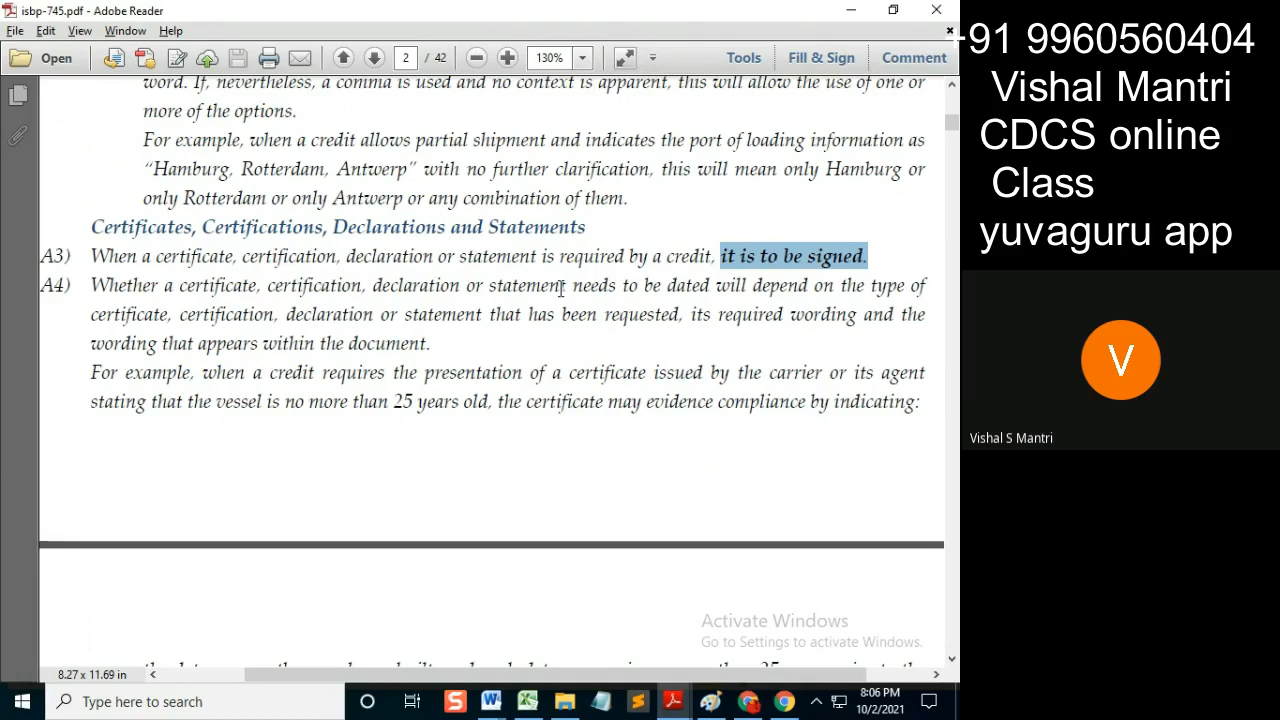 isbp-745.pdf - Adobe Reader
File Edit View Window Help
Open 2 / 42 130% Tools Fill & Sign Comment
word. If, nevertheless, a comma is used and no context is apparent, this will allow the use of one or
more of the options.
For example, when a credit allows partial shipment and indicates the port of loading information as
"Hamburg, Rotterdam, Antwerp" with no further clarification, this will mean only Hamburg or
only Rotterdam or only Antwerp or any combination of them.
Certificates, Certifications, Declarations and Statements
A3) When a certificate, certification, declaration or statement is required by a credit, it is to be signed.
A4) Whether a certificate, certification, declaration or statement needs to be dated will depend on the type of
certificate, certification, declaration or statement that has been requested, its required wording and the
wording that appears within the document.
For example, when a credit requires the presentation of a certificate issued by the carrier or its agent
stating that the vessel is no more than 25 years old, the certificate may evidence compliance by indicating:
Activate Windows
Go to Settings to activate Windows.
8.27 x 11.69 in
Type here to search
8:06 PM
10/2/2021
+91 9960560404
Vishal Mantri
CDCS online
Class
yuvaguru app
V
Vishal S Mantri